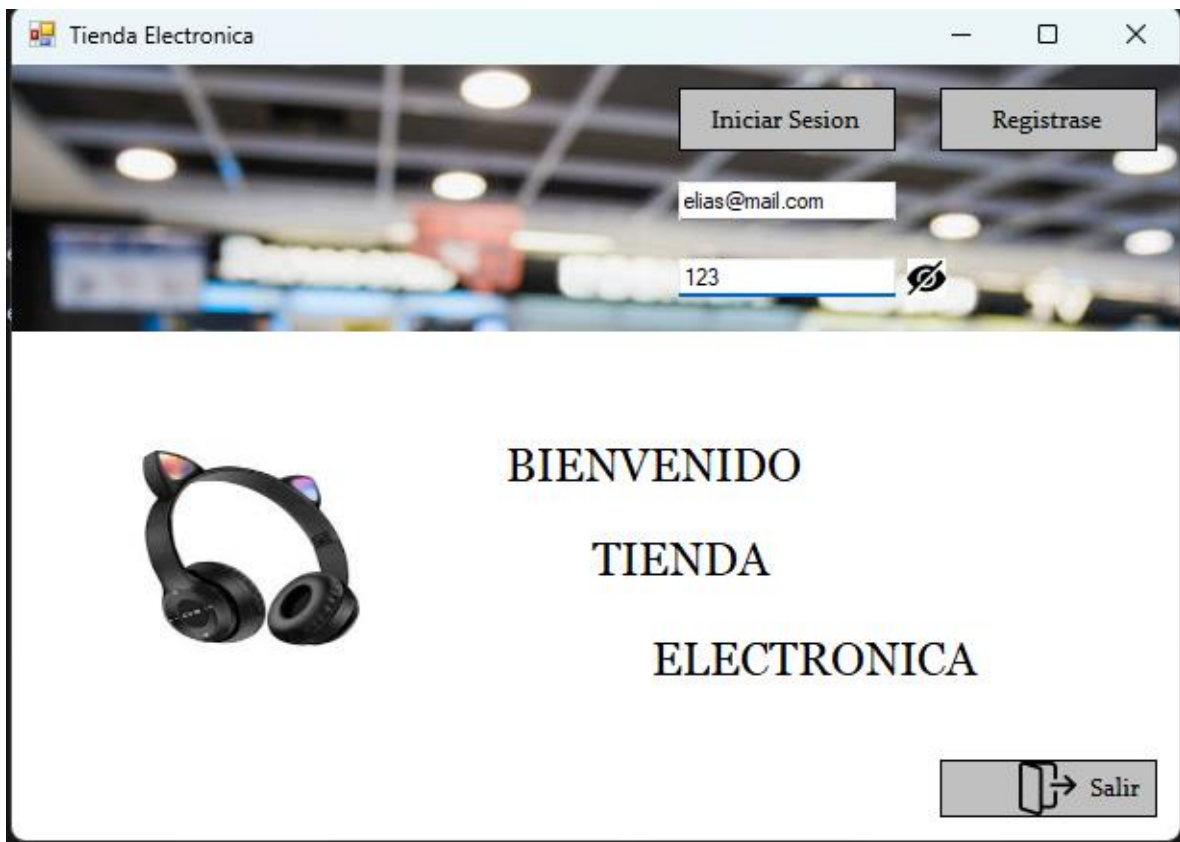 Tienda Electronica
Iniciar Sesion
Registrase
elias@mail.com
123
BIENVENIDO
TIENDA
ELECTRONICA
Salir